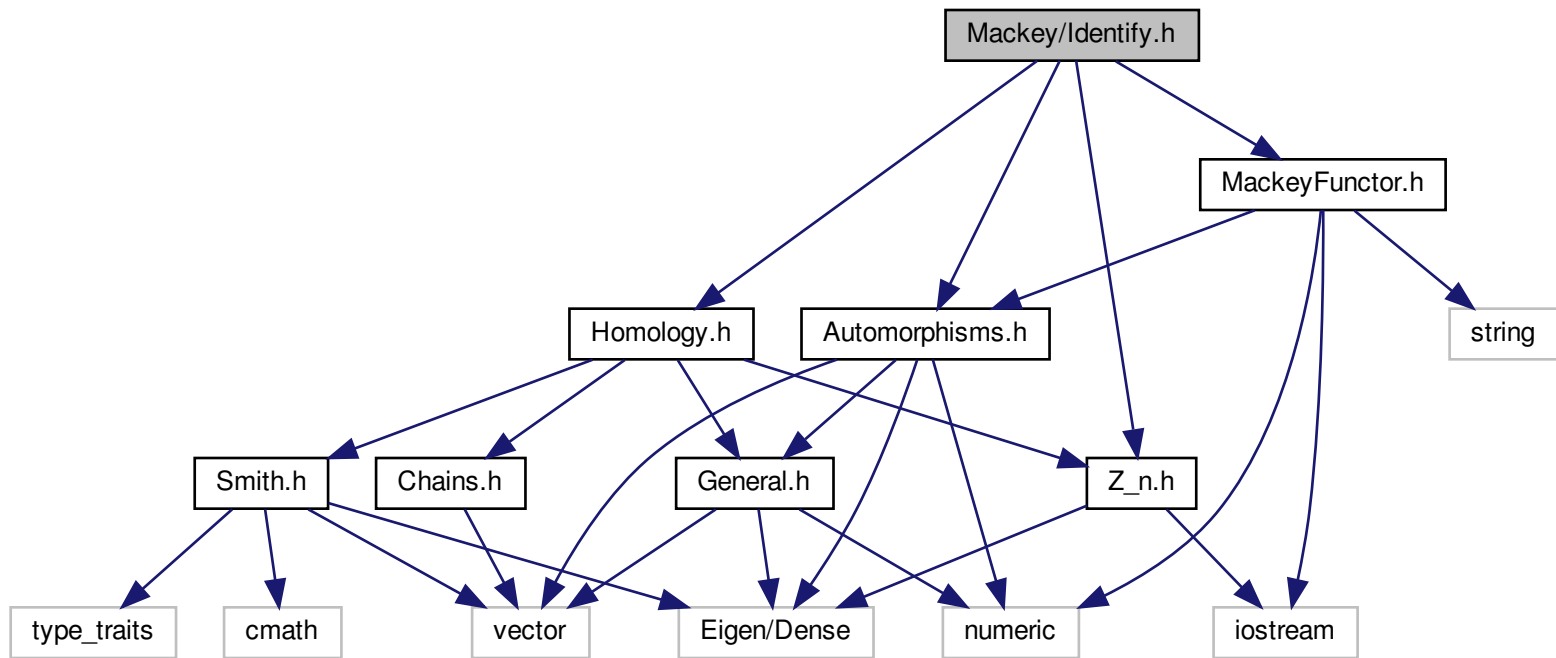 Mackey/Identify.h
MackeyFunctor.h
Homology.h
Automorphisms.h
string
Smith.h
Chains.h
General.h
Z_n.h
type_traits
cmath
vector
Eigen/Dense
numeric
iostream